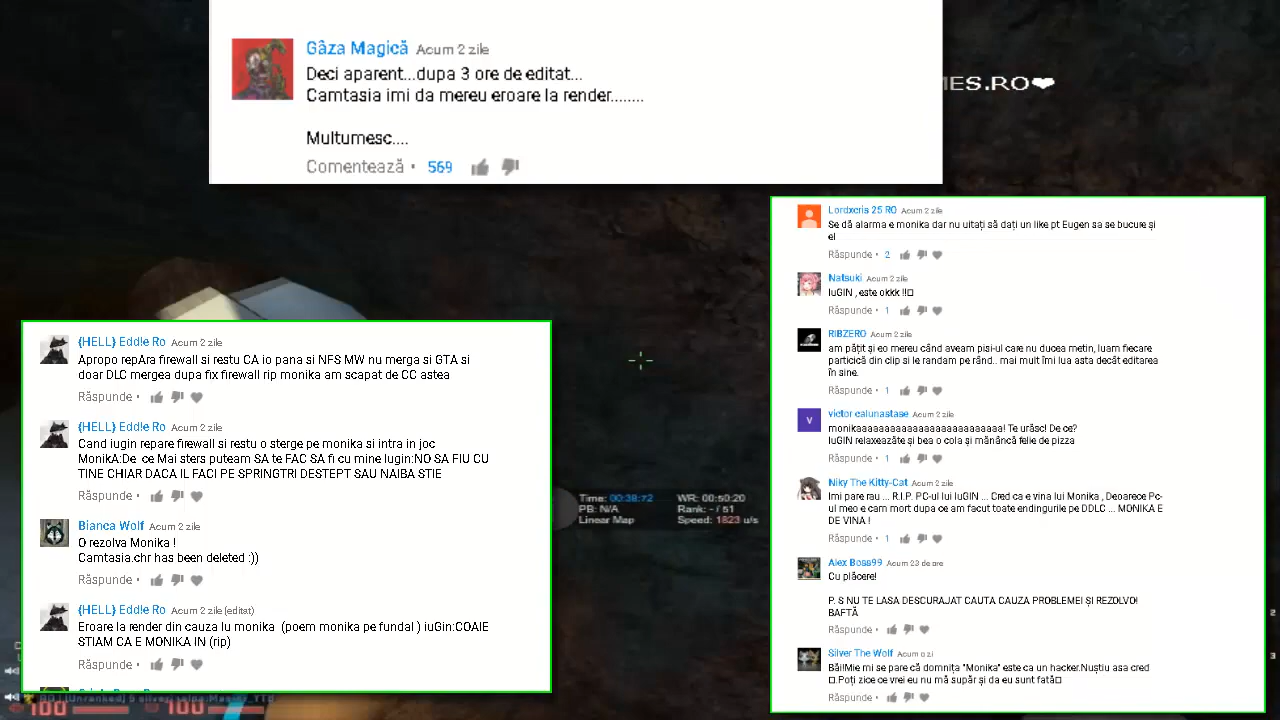 Gâza Magică Acum 2 zile
Deci aparent...dupa 3 ore de editat...
Camtasia imi da mereu eroare la render........
Multumesc....
Comentează • 569
ES.RO❤
{HELL} Edd!e Ro Acum 2 zile
Apropo repAra firewall si restu CA io pana si NFS MW nu merga si GTA si
doar DLC mergea dupa fix firewall rip monika am scapat de CC astea
Răspunde •
{HELL} Edd!e Ro Acum 2 zile
Cand iugin repare firewall si restu o sterge pe monika si intra in joc
MonikA:De ce Mai sters puteam SA te FAC SA fi cu mine Iugin:NO SA FIU CU
TINE CHIAR DACA IL FACI PE SPRINGTRI DESTEPT SAU NAIBA STIE
Răspunde •
Bianca Wolf Acum 2 zile
O rezolva Monika !
Camtasia chr has been deleted :))
Răspunde •
{HELL} Edd!e Ro Acum 2 zile (editat)
Eroare la render din cauza lu monika (poem monika pe fundal ) iuGin:COAIE
STIAM CA E MONIKA IN (rip)
Răspunde •
Lordxcris 25 RO Acum 2 zile
Se dă alarma e monika dar nu uitați să dați un like pt Eugen sa se bucure și
el
Răspunde • 2
Natsuki Acum 2 zile
IuGIN , este okkk !!
Răspunde • 1
RIBZERO Acum 2 zile
am pățit și eo mereu când aveam pisi-ul care nu ducea metin, luam fiecare
particică din clip si le randam pe rând.. mai mult îmi lua asta decât editarea
în sine.
Răspunde • 1
victor calunastase Acum 2 zile
monikaaaaaaaaaaaaaaaaaaaaaaaaaa! Te urăsc! De ce?
IuGIN relaxeazăte și bea o cola și mănâncă felie de pizza
Răspunde • 1
Niky The Kitty-Cat Acum 2 zile
Imi pare rau ... R.I.P. PC-ul lui IuGIN ... Cred ca e vina lui Monika , Deoarece Pc-
ul meo e cam mort dupa ce am facut toate endingurile pe DDLC ... MONIKA E
DE VINA !
Răspunde • 1
Alex Boss99 Acum 23 de ore
Cu plăcere!
P. S NU TE LASA DESCURAJAT CAUTA CAUZA PROBLEMEI ȘI REZOLVO!
BAFTĂ
Răspunde •
Silver The Wolf Acum o zi
Băi!Mie mi se pare că domnița "Monika" este ca un hacker.Nuștiu asa cred
.Poți zice ce vrei eu nu mă supăr și da eu sunt fată
Răspunde •
Time: 00:38:72 WR: 00:50:20
PB: N/A Rank: - / 51
Linear Map Speed: 1823 u/s
100 100